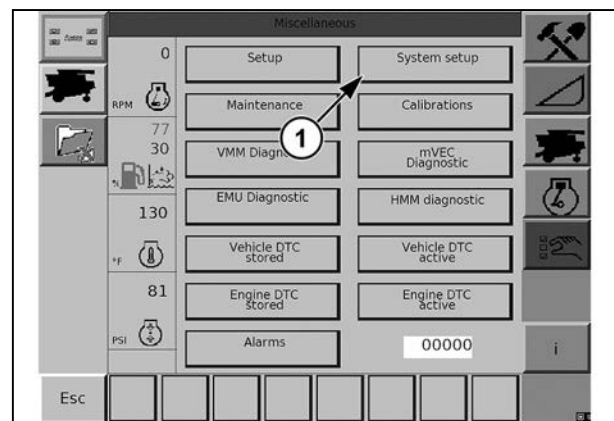 Miscellaneous
0
RPM
77
30
%
130
°F
81
PSI
Setup
System setup
Maintenance
Calibrations
1
VMM Diagn
mVEC
Diagnostic
EMU Diagnostic
HMM diagnostic
Vehicle DTC
stored
Vehicle DTC
active
Engine DTC
stored
Engine DTC
active
Alarms
00000
i
Esc